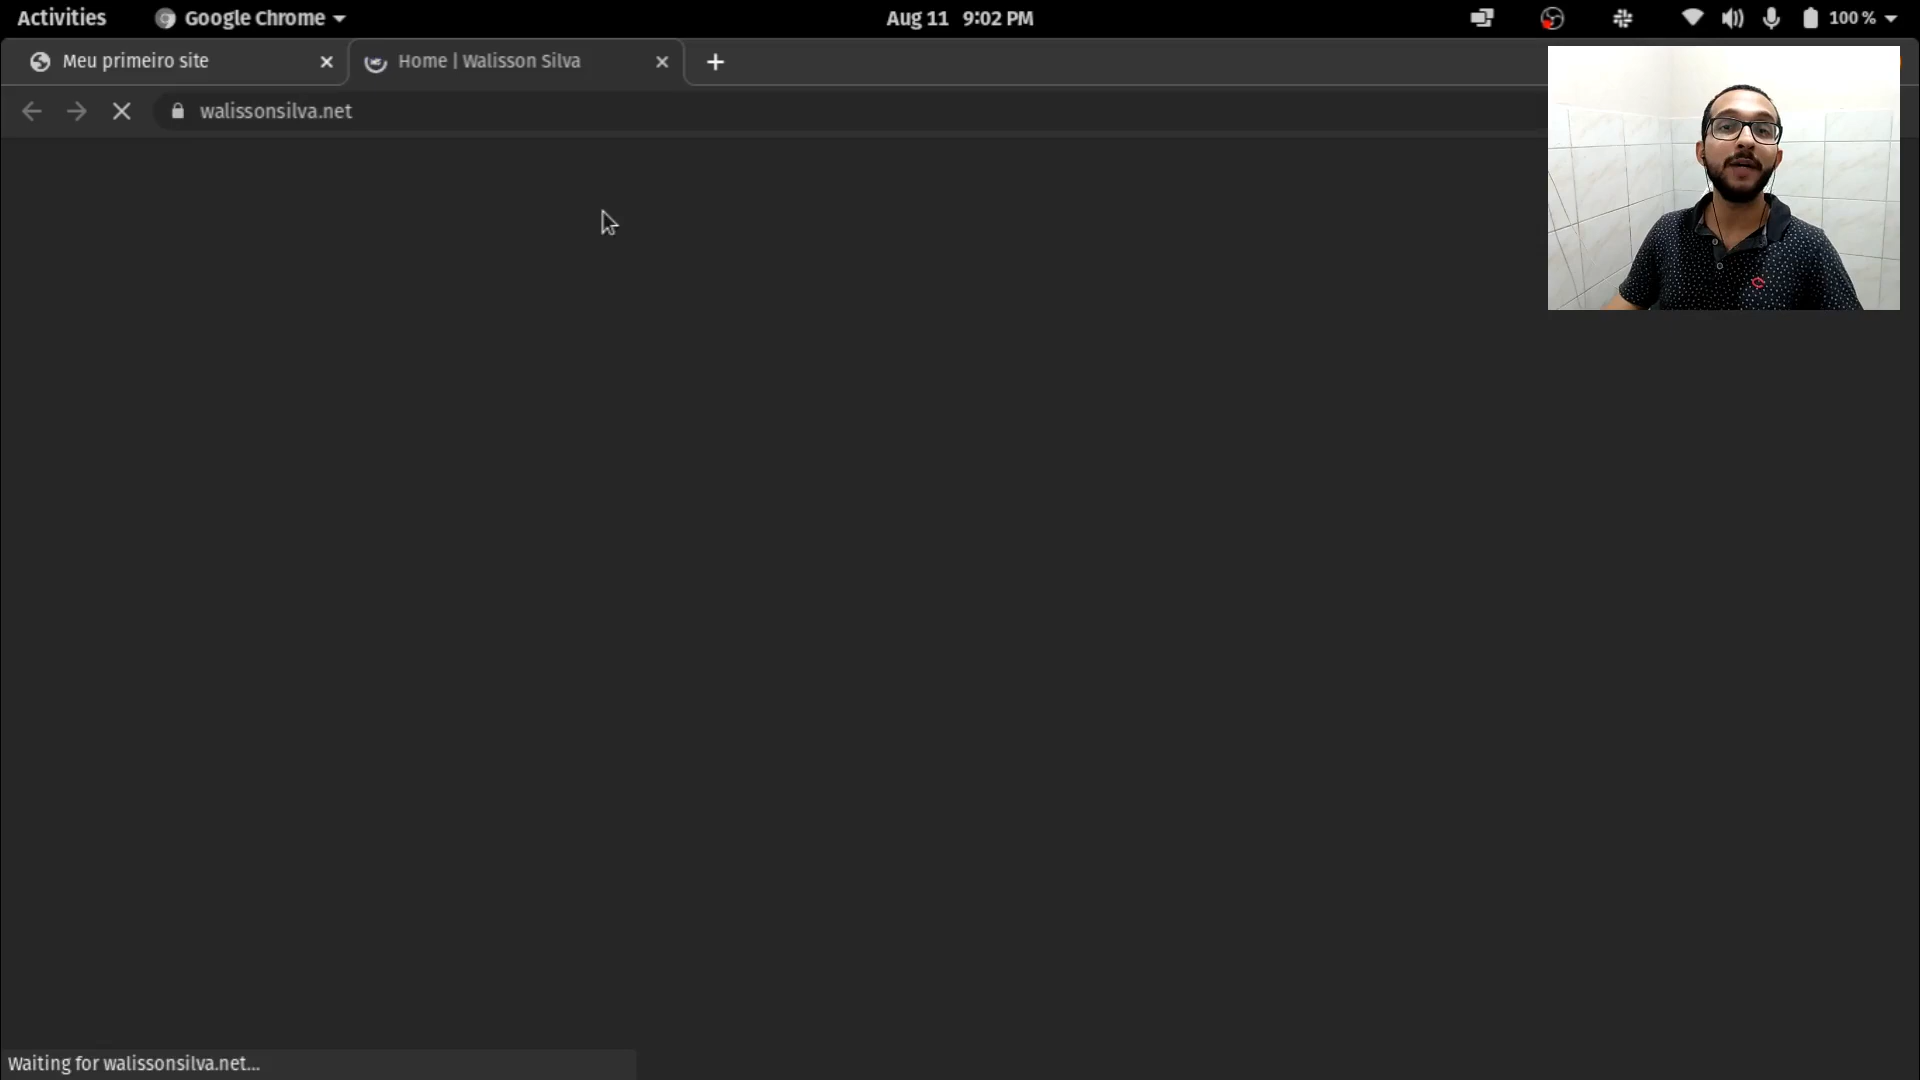 Activities
Google Chrome
Aug 11 9:02 PM
100 %
Meu primeiro site
Home | Walisson Silva
walissonsilva.net
Waiting for walissonsilva.net...